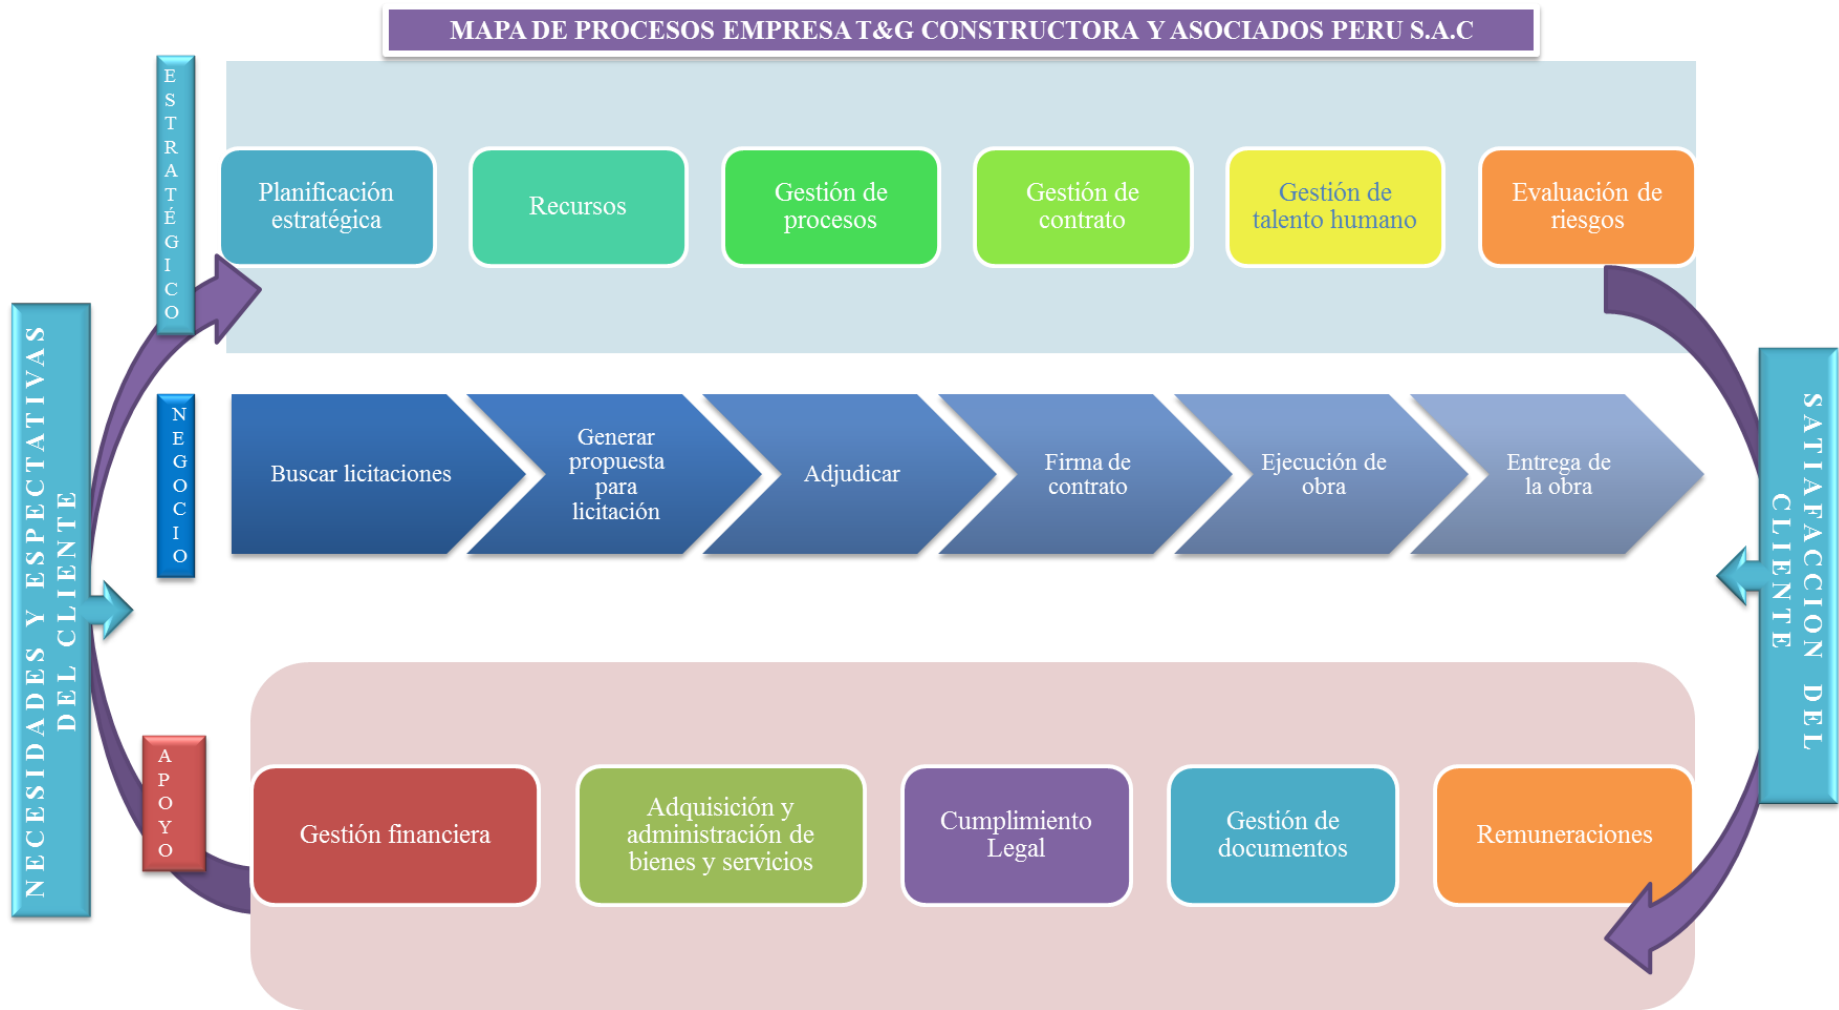 MAPA DE PROCESOS EMPRESA T&G CONSTRUCTORA Y ASOCIADOS PERU S.A.C
ESTRATÉGICO
Planificación
estratégica
Recursos
Gestión de
procesos
Gestión de
contrato
Gestión de
talento humano
Evaluación de
riesgos
NECESIDADES Y ESPECTATIVAS
DEL CLIENTE
NEGOCIO
Buscar licitaciones
Generar
propuesta
para
licitación
Adjudicar
Firma de
contrato
Ejecución de
obra
Entrega de
la obra
SATIAFACCION DEL
CLIENTE
APOYO
Gestión financiera
Adquisición y
administración de
bienes y servicios
Cumplimiento
Legal
Gestión de
documentos
Remuneraciones